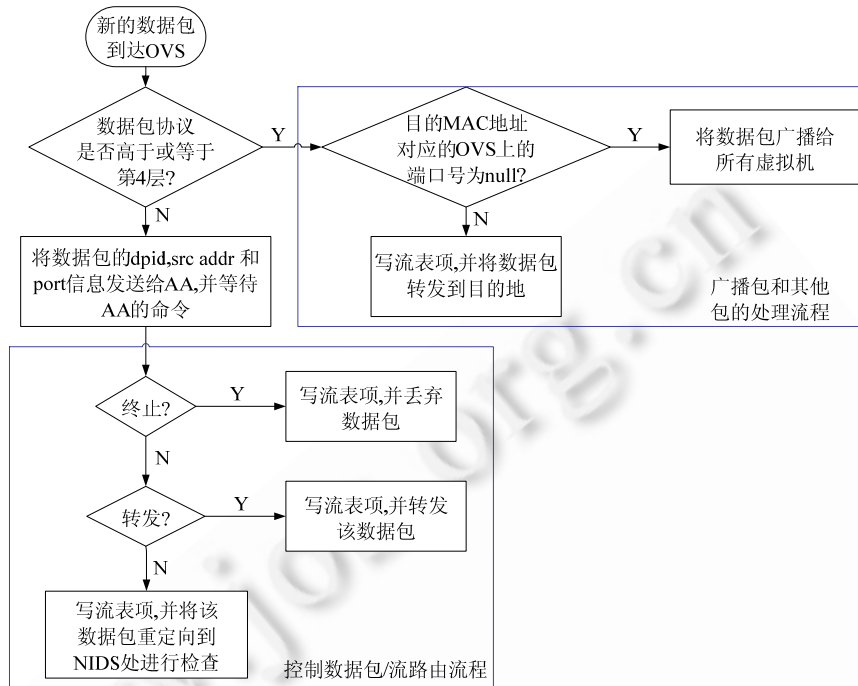 新的数据包
到达OVS
数据包协议
是否高于或等于
第4层?
Y
目的MAC地址
对应的OVS上的
端口号为null?
Y
将数据包广播给
所有虚拟机
N
N
将数据包的dpid,src addr 和
port信息发送给AA,并等待
AA的命令
写流表项,并将数据包
转发到目的地
广播包和其他
包的处理流程
终止?
Y
写流表项,并丢弃
数据包
N
转发?
Y
写流表项,并转发
该数据包
N
写流表项,并将该
数据包重定向到
NIDS处进行检查
控制数据包/流路由流程
.jos.org.cn